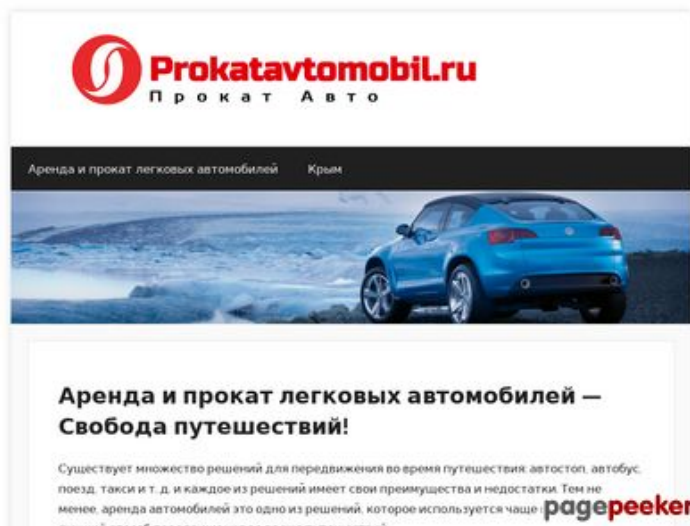 Prokatavtomobil.ru
Прокат Авто
Аренда и прокат легковых автомобилей Крым
Аренда и прокат легковых автомобилей —
Свобода путешествий!
Существует множество решений для передвижения во время путешествия: автостоп, автобус,
поезд, такси и т. д. и каждое из решений имеет свои преимущества и недостатки. Тем не
менее, аренда автомобилей это одно из решений, которое используется чаще
pagepeeker